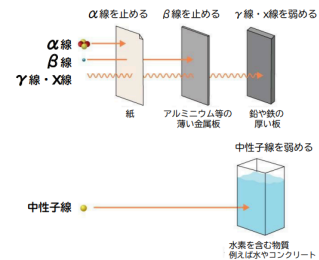 α線を止める β線を止める γ線・x線を弱める
α線
β線
γ線・X線
紙
アルミニウム等の
薄い金属板
鉛や鉄の
厚い板
中性子線を弱める
中性子線
水素を含む物質
例えば水やコンクリート